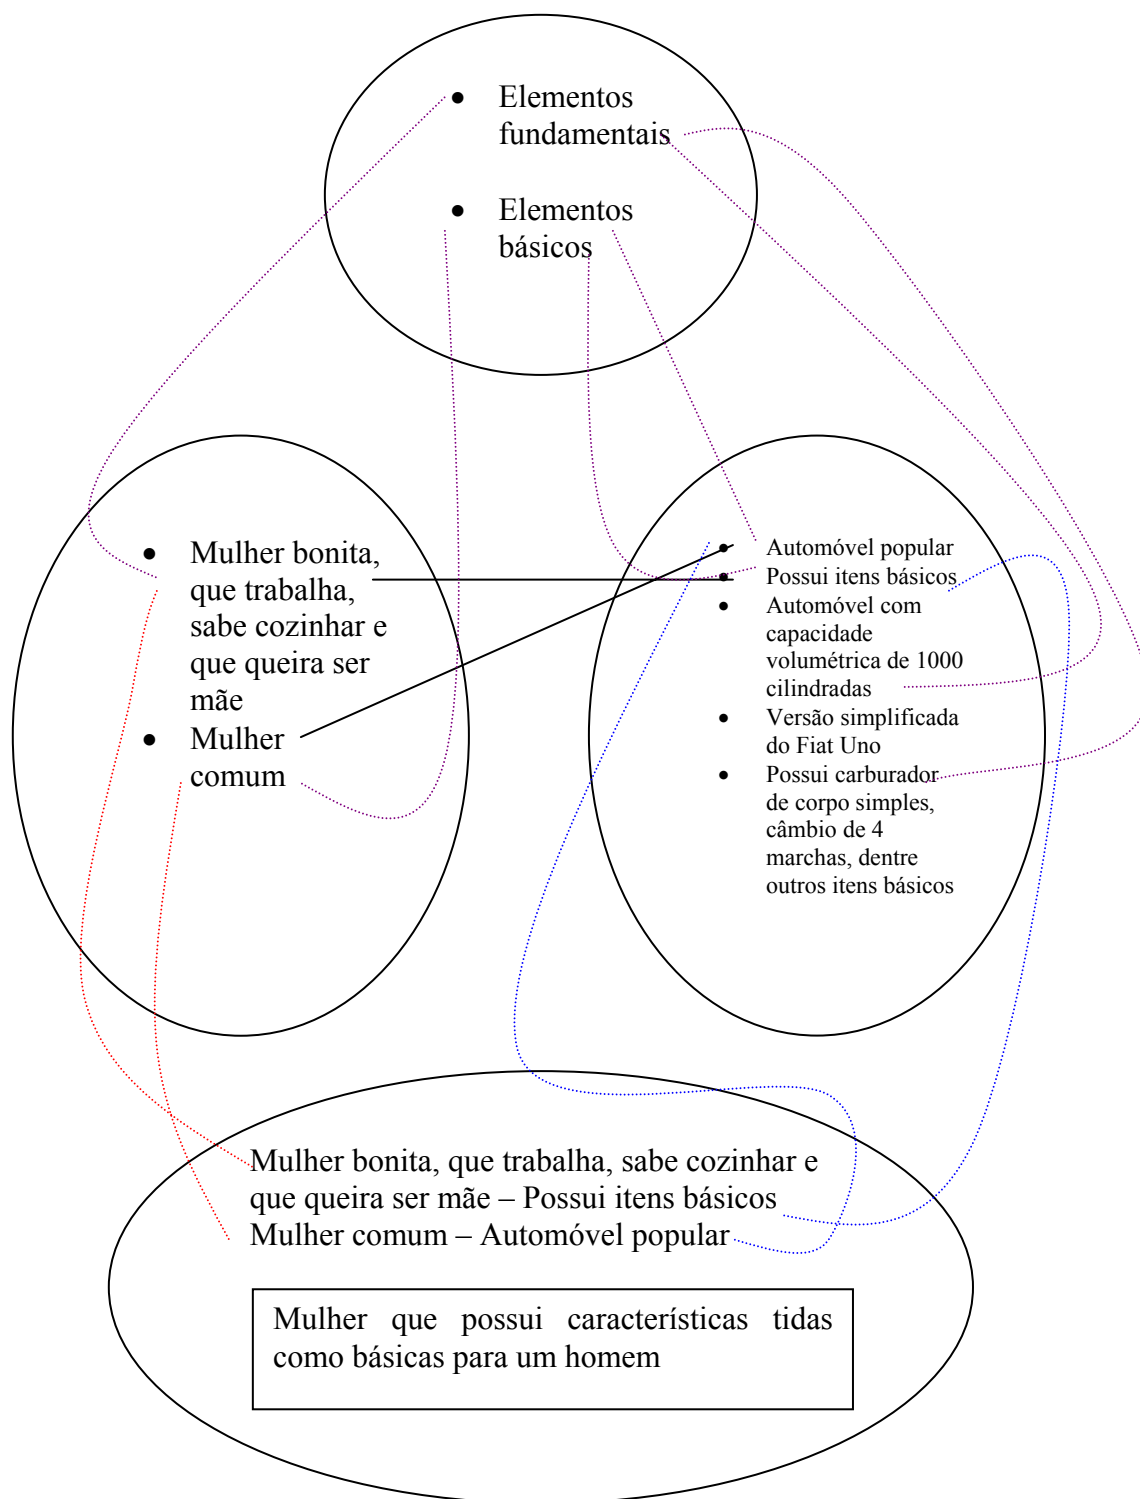 • Elementos
fundamentais
• Elementos
básicos
• Mulher bonita,
que trabalha,
sabe cozinhar e
que queira ser
mãe
• Mulher
comum
• Automóvel popular
• Possui itens básicos
• Automóvel com
capacidade
volumétrica de 1000
cilindradas
• Versão simplificada
do Fiat Uno
• Possui carburador
de corpo simples,
câmbio de 4
marchas, dentre
outros itens básicos
Mulher bonita, que trabalha, sabe cozinhar e
que queira ser mãe – Possui itens básicos
Mulher comum – Automóvel popular
Mulher que possui características tidas
como básicas para um homem